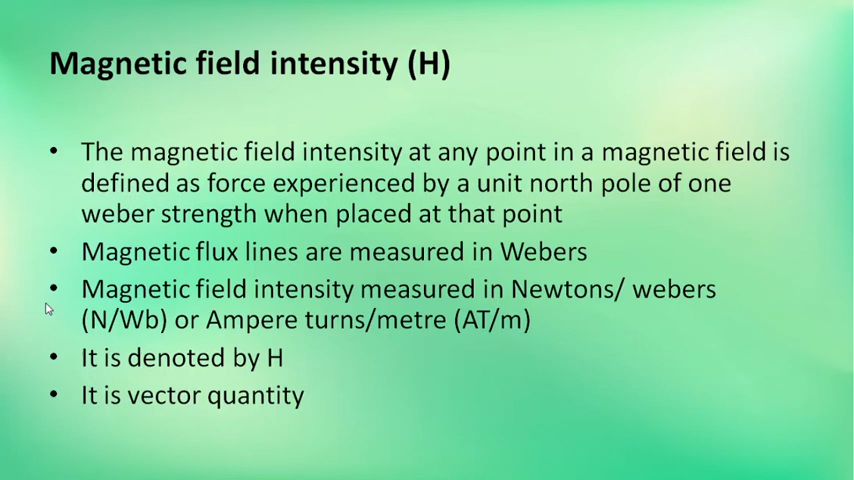 Magnetic field intensity (H)
• The magnetic field intensity at any point in a magnetic field is
defined as force experienced by a unit north pole of one
weber strength when placed at that point
• Magnetic flux lines are measured in Webers
• Magnetic field intensity measured in Newtons/ webers
(N/Wb) or Ampere turns/metre (AT/m)
• It is denoted by H
• It is vector quantity